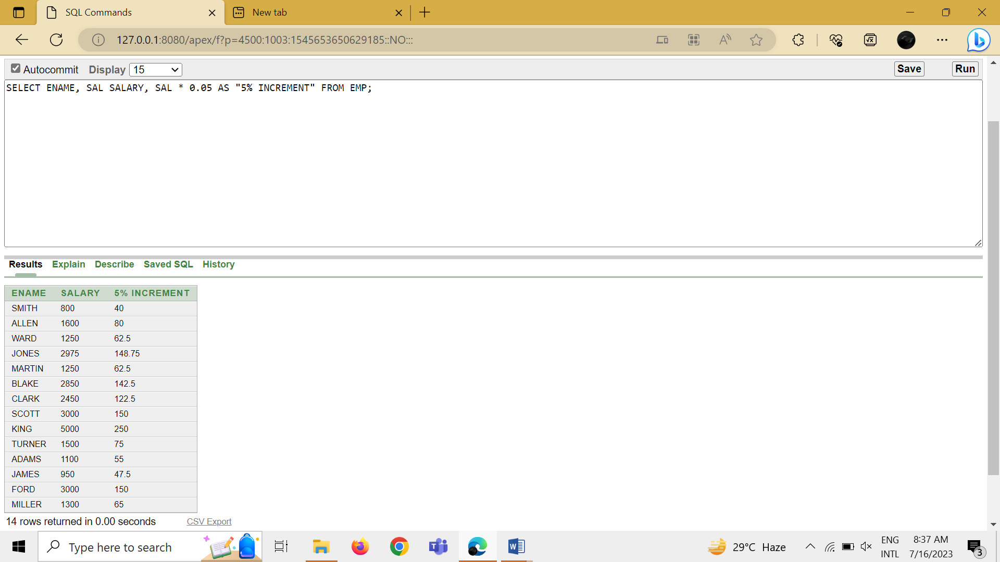 SQL Commands
New tab
127.0.0.1:8080/apex/f?p=4500:1003:1545653650629185::NO:::
Autocommit Display 15 Save Run
SELECT ENAME, SAL SALARY, SAL * 0.05 AS "5% INCREMENT" FROM EMP;
Results Explain Describe Saved SQL History
ENAME SALARY 5% INCREMENT
SMITH 800 40
ALLEN 1600 80
WARD 1250 62.5
JONES 2975 148.75
MARTIN 1250 62.5
BLAKE 2850 142.5
CLARK 2450 122.5
SCOTT 3000 150
KING 5000 250
TURNER 1500 75
ADAMS 1100 55
JAMES 950 47.5
FORD 3000 150
MILLER 1300 65
14 rows returned in 0.00 seconds CSV Export
Type here to search
29°C Haze
ENG
INTL
8:37 AM
7/16/2023
3